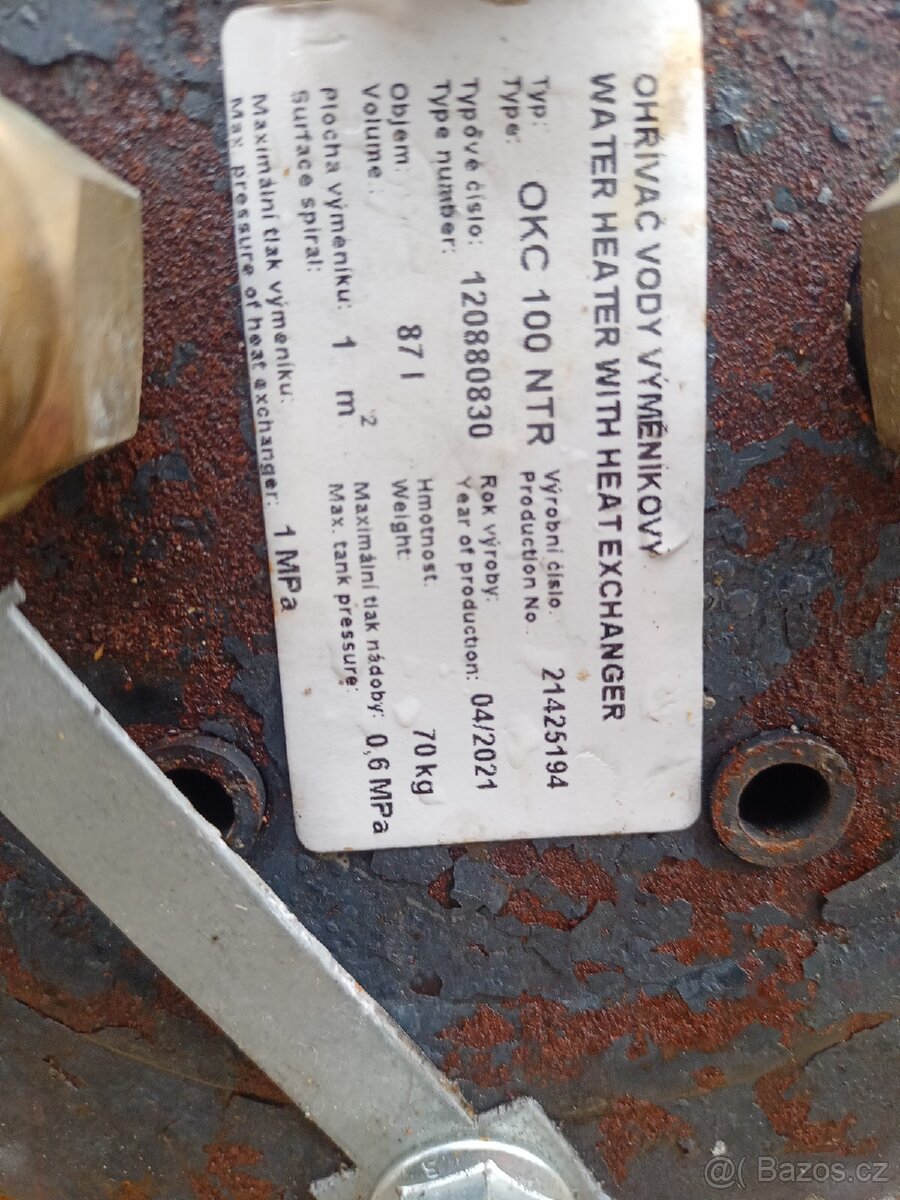 OHŘÍVAČ VODY VÝMĚNÍKOVÝ
WATER HEATER WITH HEAT EXCHANGER
Typ: OKC 100 NTR Výrobní číslo.
Type: Production No. 21425194
Typové číslo: 120880830 Rok výroby:
Type number: Year of production: 04/2021
Objem: 87 l Hmotnost.
Volume : Weight: 70 kg
Plocha výměníku: 1 m² Maximální tlak nádoby: 0,6 MPa
Surface spiral: Max. tank pressure:
Maximální tlak výměníku:
Max. pressure of heat exchanger: 1 MPa
Bazos.cz